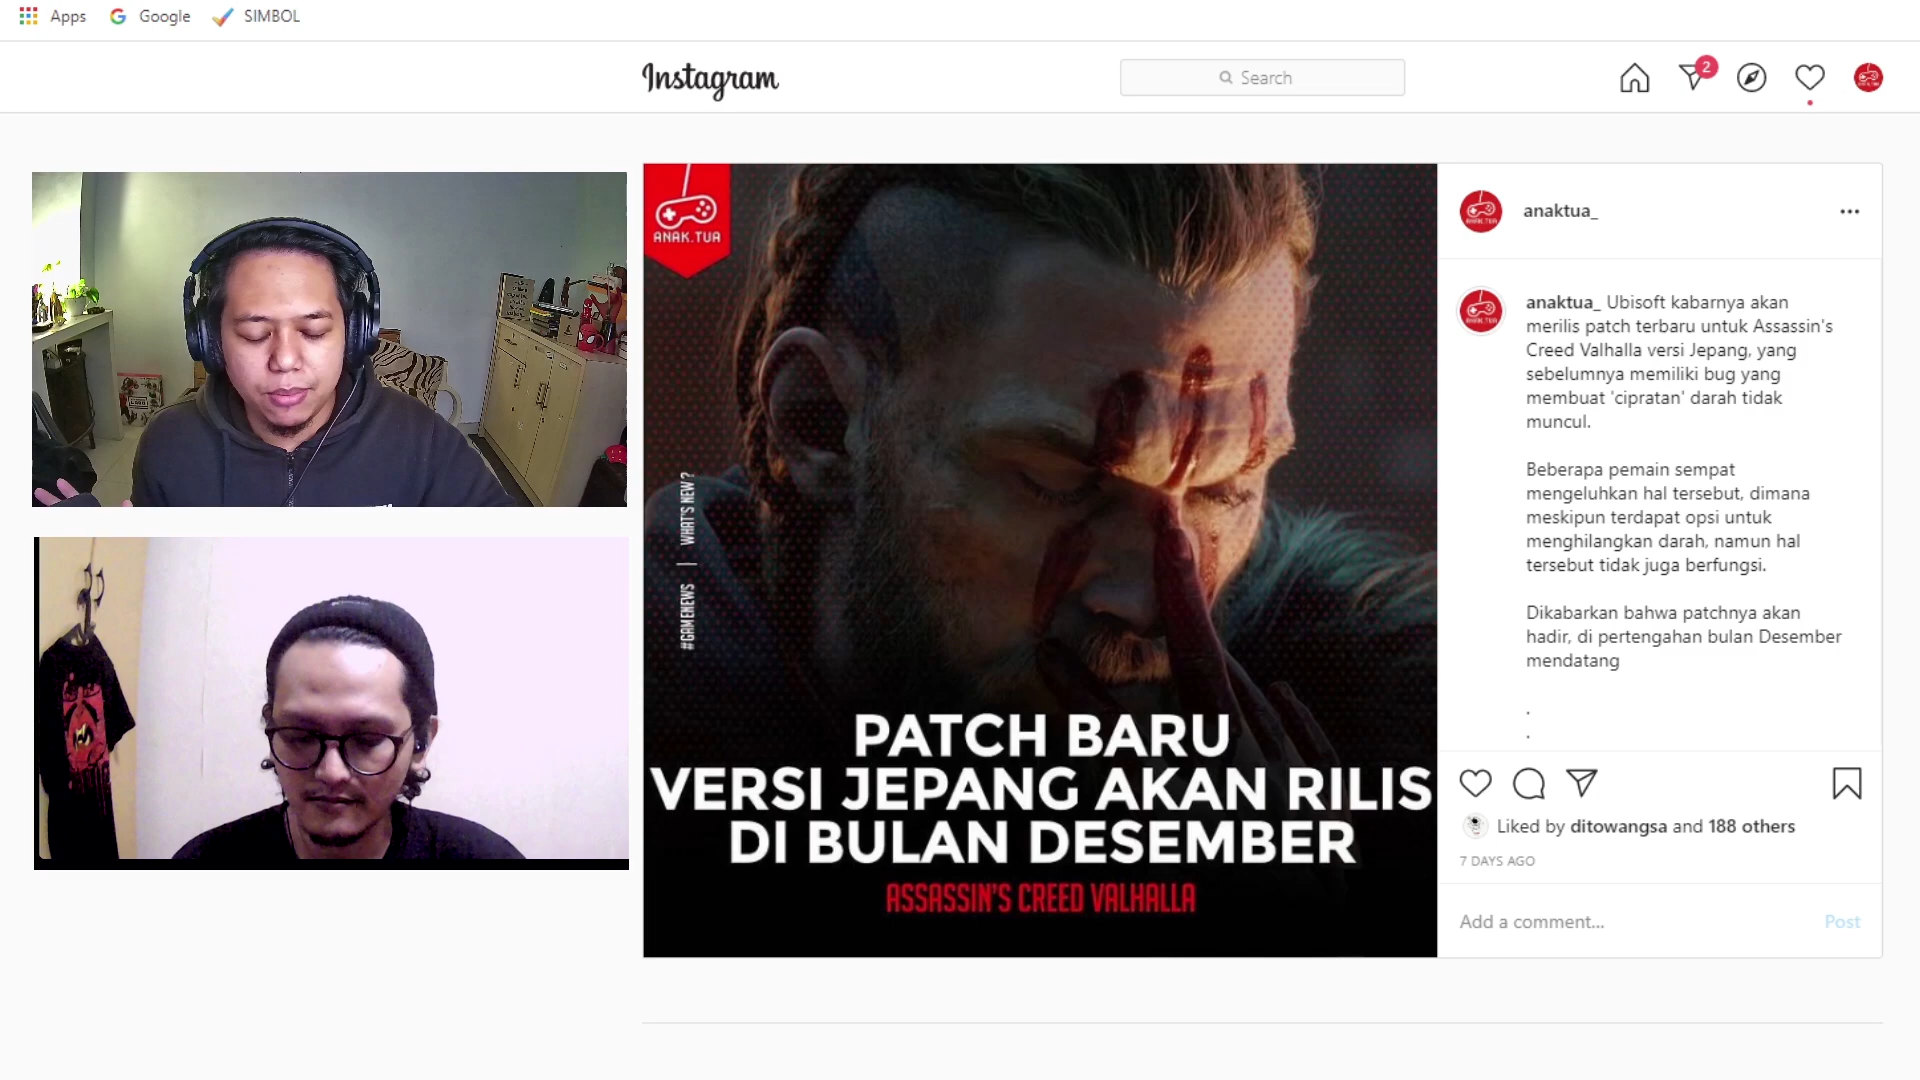 Apps
Google
SIMBOL
Instagram
Search
2
ANAK.TUA
#GAMENEWS | WHAT'S NEW?
PATCH BARU
VERSI JEPANG AKAN RILIS
DI BULAN DESEMBER
ASSASSIN'S CREED VALHALLA
anaktua_
anaktua_ Ubisoft kabarnya akan
merilis patch terbaru untuk Assassin's
Creed Valhalla versi Jepang, yang
sebelumnya memiliki bug yang
membuat 'cipratan' darah tidak
muncul.
Beberapa pemain sempat
mengeluhkan hal tersebut, dimana
meskipun terdapat opsi untuk
menghilangkan darah, namun hal
tersebut tidak juga berfungsi.
Dikabarkan bahwa patchnya akan
hadir, di pertengahan bulan Desember
mendatang
.
.
Liked by ditowangsa and 188 others
7 DAYS AGO
Add a comment...
Post